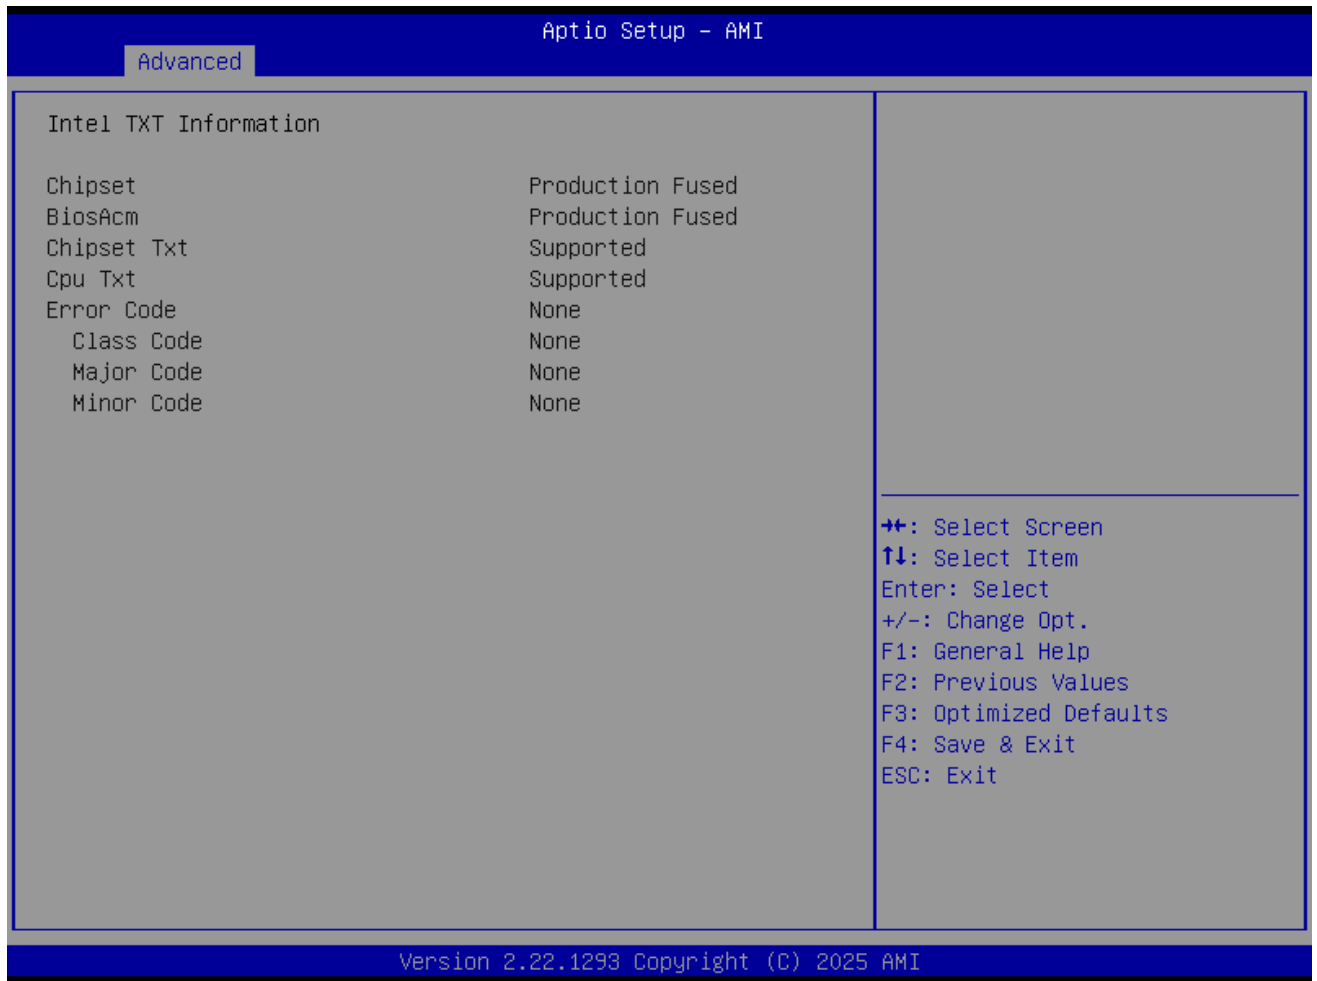 Aptio Setup – AMI
Advanced
Intel TXT Information
Chipset Production Fused
BiosAcm Production Fused
Chipset Txt Supported
Cpu Txt Supported
Error Code None
Class Code None
Major Code None
Minor Code None
→←: Select Screen
↑↓: Select Item
Enter: Select
+/-: Change Opt.
F1: General Help
F2: Previous Values
F3: Optimized Defaults
F4: Save & Exit
ESC: Exit
Version 2.22.1293 Copyright (C) 2025 AMI